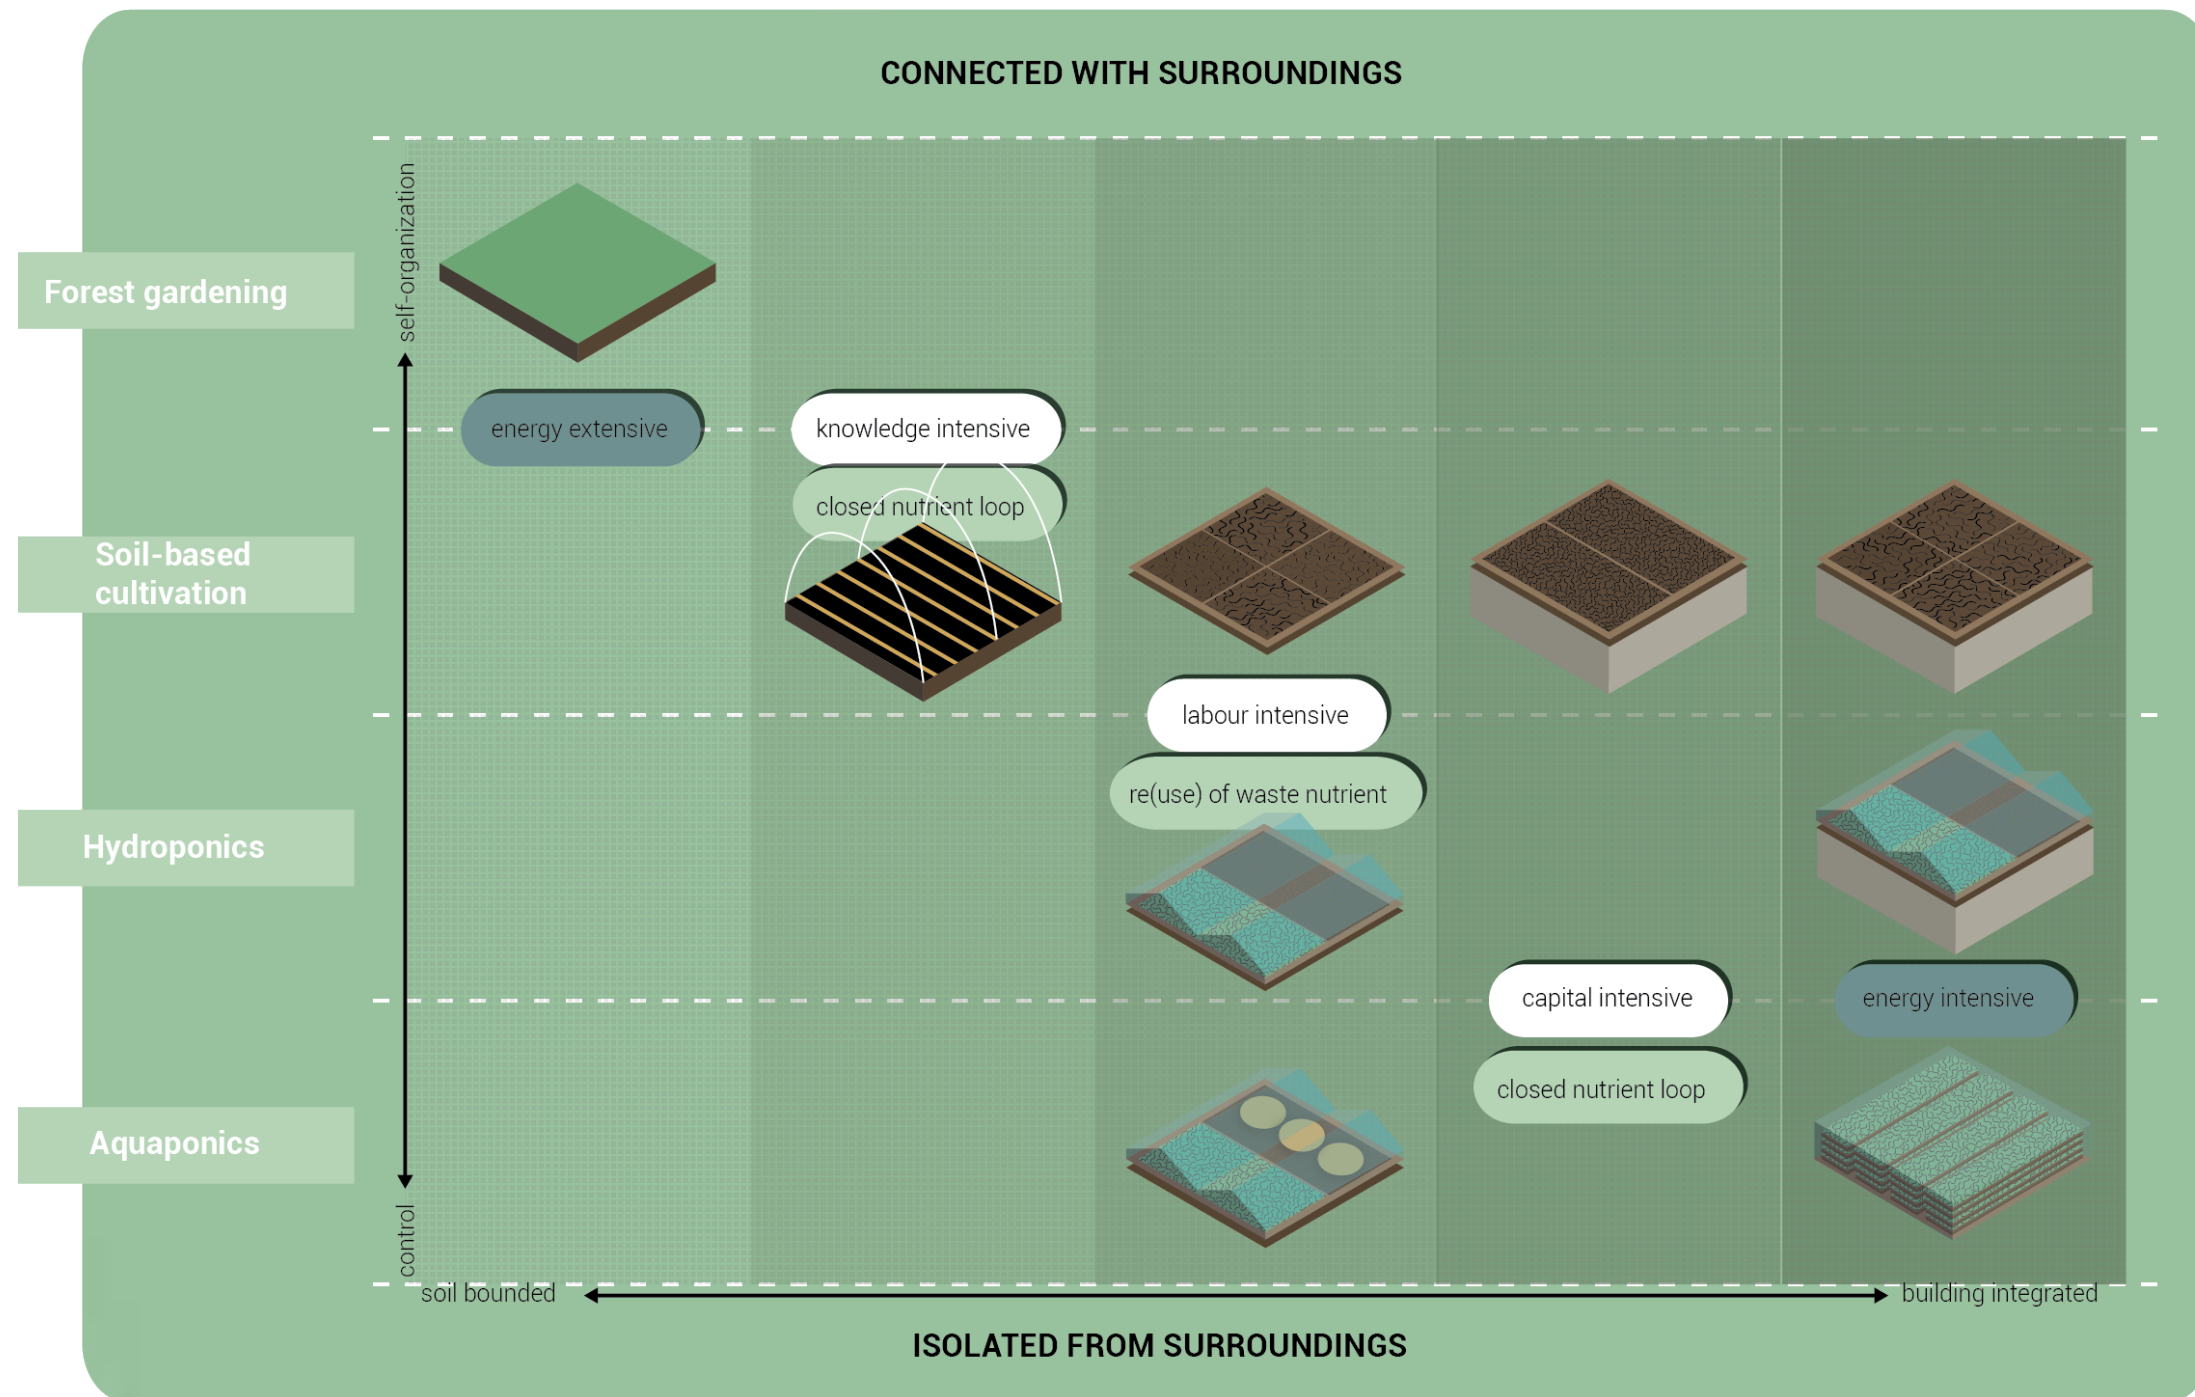 CONNECTED WITH SURROUNDINGS
self-organization
Forest gardening
energy extensive
knowledge intensive
closed nutrient loop
Soil-based
cultivation
labour intensive
re(use) of waste nutrient
Hydroponics
capital intensive
energy intensive
closed nutrient loop
Aquaponics
control
soil bounded
building integrated
ISOLATED FROM SURROUNDINGS